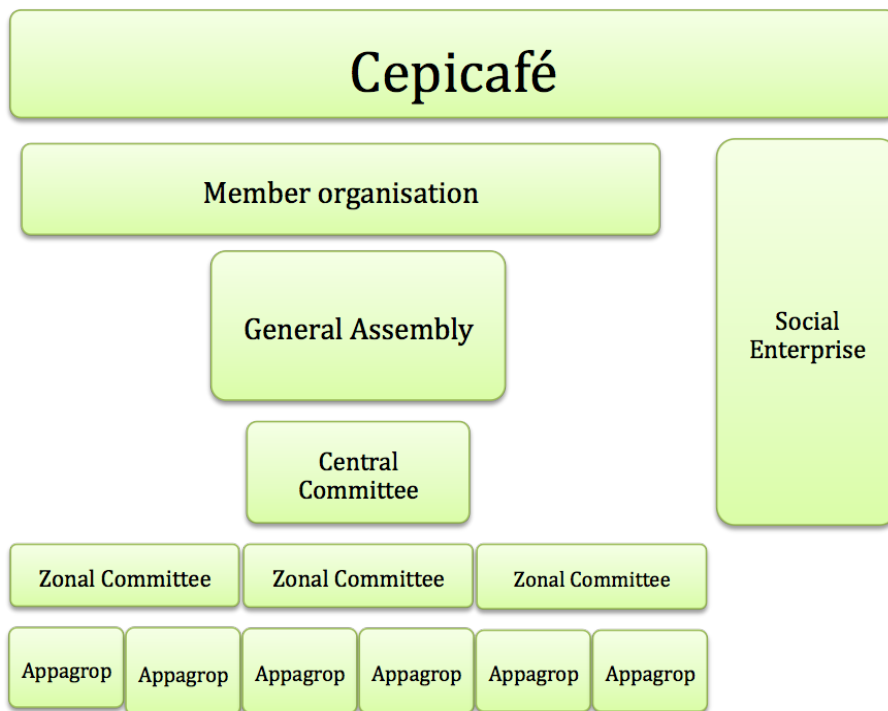 Cepicafé
Member organisation
General Assembly
Social
Enterprise
Central
Committee
Zonal Committee
Zonal Committee
Zonal Committee
Appagrop
Appagrop
Appagrop
Appagrop
Appagrop
Appagrop